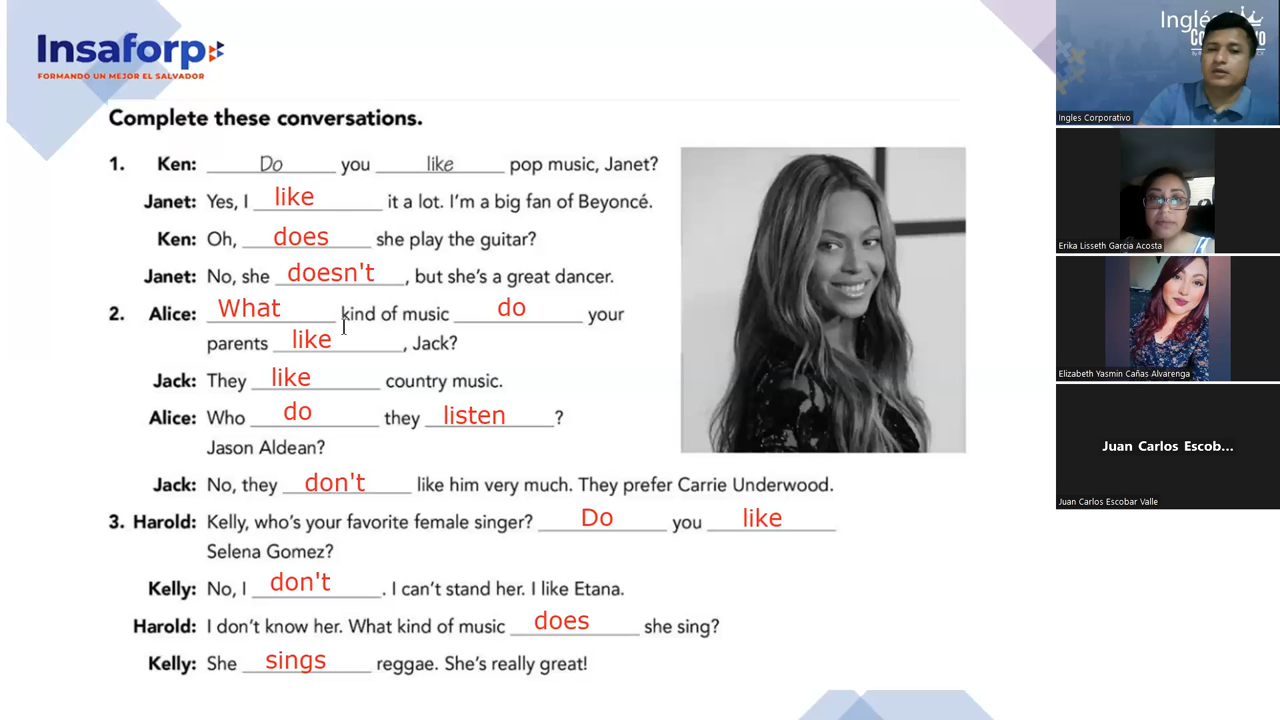 Insaforp
FORMANDO UN MEJOR EL SALVADOR
Complete these conversations.
1. Ken: Do you like pop music, Janet?
Janet: Yes, I like it a lot. I'm a big fan of Beyoncé.
Ken: Oh, does she play the guitar?
Janet: No, she doesn't, but she's a great dancer.
2. Alice: What kind of music do your
parents like, Jack?
Jack: They like country music.
Alice: Who do they listen?
Jason Aldean?
Jack: No, they don't like him very much. They prefer Carrie Underwood.
3. Harold: Kelly, who's your favorite female singer? Do you like
Selena Gomez?
Kelly: No, I don't. I can't stand her. I like Etana.
Harold: I don't know her. What kind of music does she sing?
Kelly: She sings reggae. She's really great!
Ingles Corporativo
Erika Lisseth Garcia Acosta
Elizabeth Yasmin Cañas Alvarenga
Juan Carlos Escob...
Juan Carlos Escobar Valle